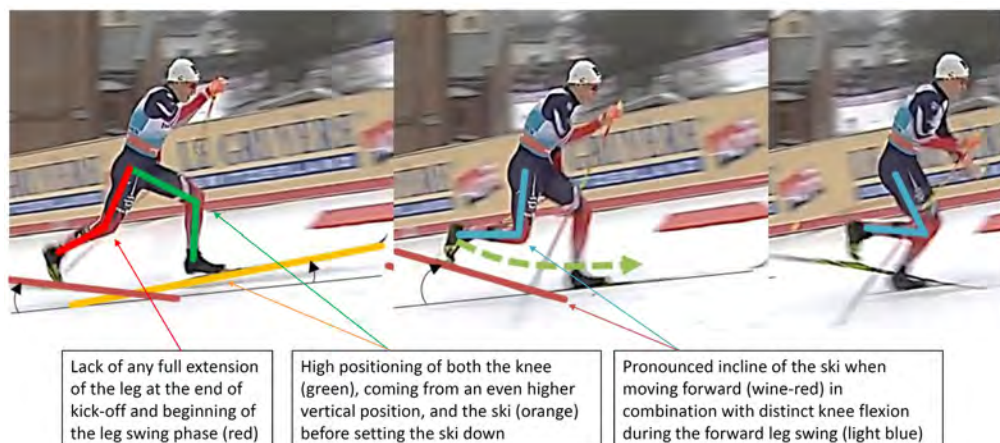 Lack of any full extension
of the leg at the end of
kick-off and beginning of
the leg swing phase (red)
High positioning of both the knee
(green), coming from an even higher
vertical position, and the ski (orange)
before setting the ski down
Pronounced incline of the ski when
moving forward (wine-red) in
combination with distinct knee flexion
during the forward leg swing (light blue)